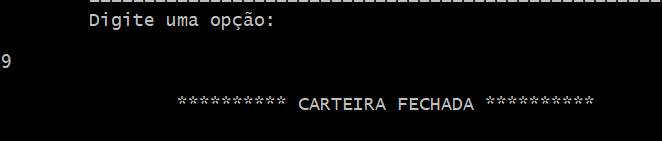 Digite uma opção:
9
********** CARTEIRA FECHADA **********